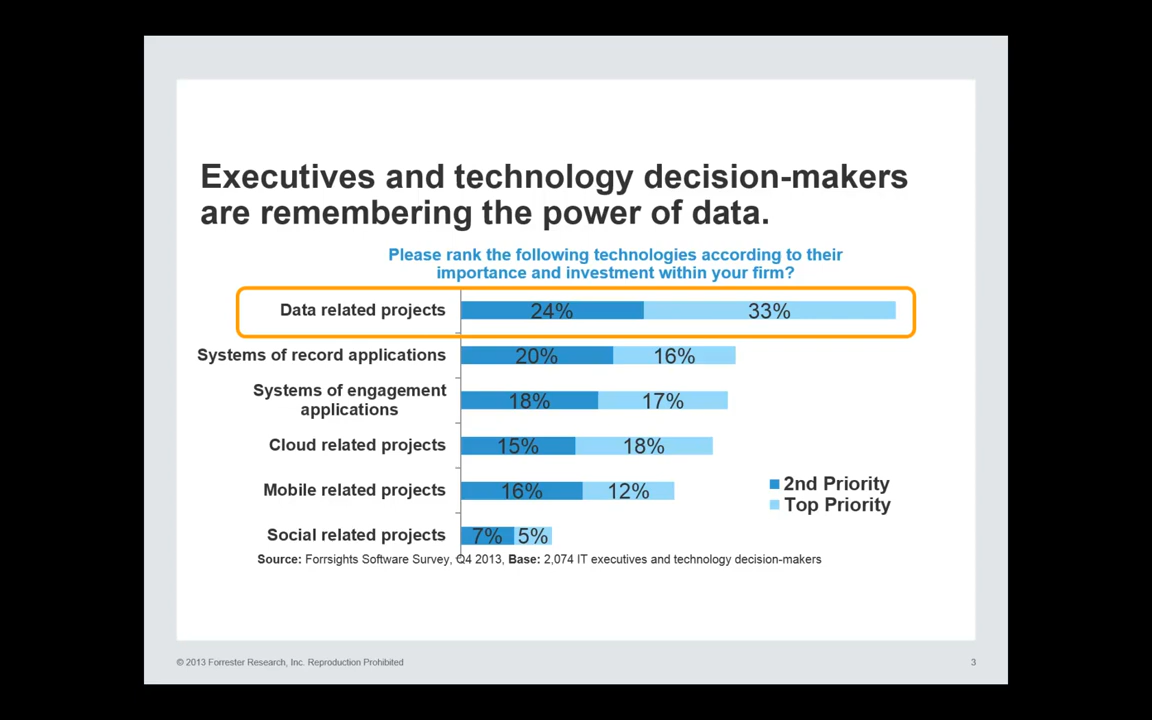 Executives and technology decision-makers
are remembering the power of data.
Please rank the following technologies according to their
importance and investment within your firm?
Data related projects 24% 33%
Systems of record applications 20% 16%
Systems of engagement
applications 18% 17%
Cloud related projects 15% 18%
Mobile related projects 16% 12%
2nd Priority
Top Priority
Social related projects 7% 5%
Source: Forrsights Software Survey, Q4 2013, Base: 2,074 IT executives and technology decision-makers
© 2013 Forrester Research, Inc. Reproduction Prohibited 3